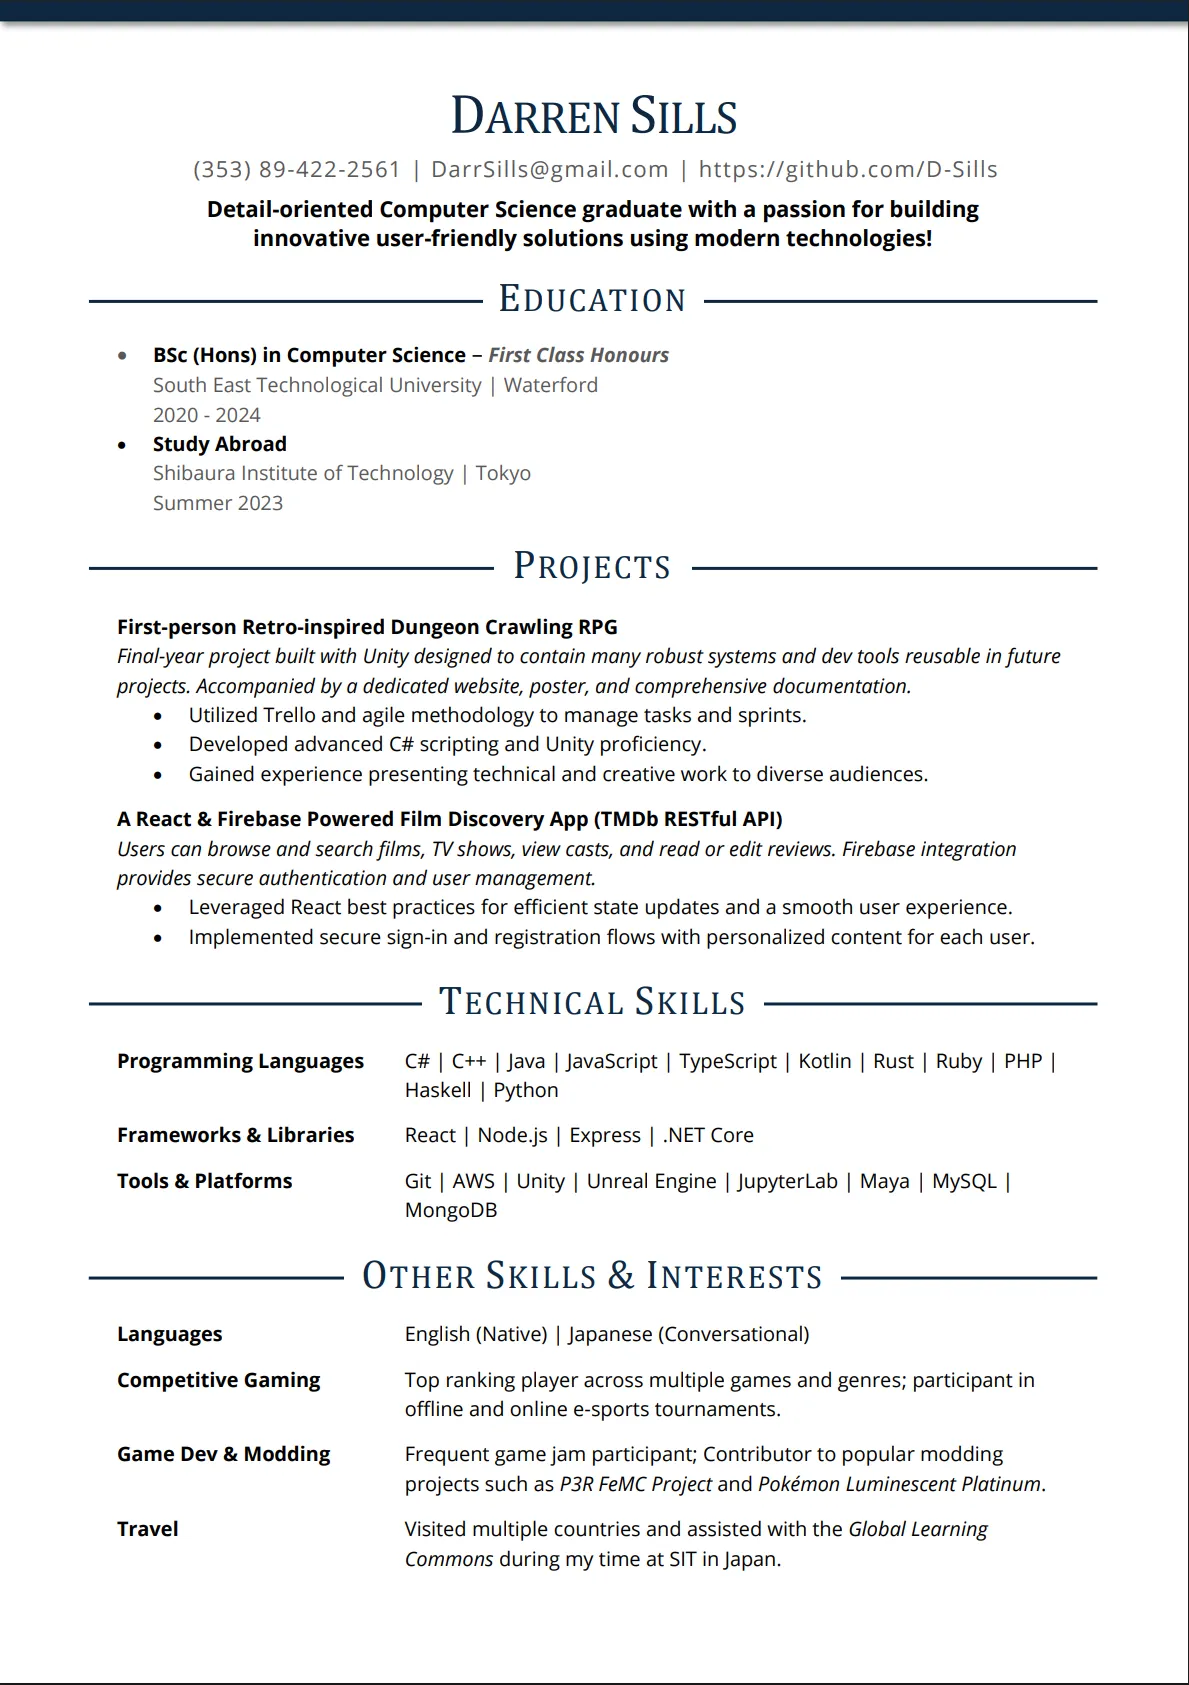 DARREN SILLS
(353) 89-422-2561 | DarrSills@gmail.com | https://github.com/D-Sills
Detail-oriented Computer Science graduate with a passion for building
innovative user-friendly solutions using modern technologies!
EDUCATION
• BSc (Hons) in Computer Science – First Class Honours
South East Technological University | Waterford
2020 - 2024
• Study Abroad
Shibaura Institute of Technology | Tokyo
Summer 2023
PROJECTS
First-person Retro-inspired Dungeon Crawling RPG
Final-year project built with Unity designed to contain many robust systems and dev tools reusable in future
projects. Accompanied by a dedicated website, poster, and comprehensive documentation.
• Utilized Trello and agile methodology to manage tasks and sprints.
• Developed advanced C# scripting and Unity proficiency.
• Gained experience presenting technical and creative work to diverse audiences.
A React & Firebase Powered Film Discovery App (TMDb RESTful API)
Users can browse and search films, TV shows, view casts, and read or edit reviews. Firebase integration
provides secure authentication and user management.
• Leveraged React best practices for efficient state updates and a smooth user experience.
• Implemented secure sign-in and registration flows with personalized content for each user.
TECHNICAL SKILLS
Programming Languages C# | C++ | Java | JavaScript | TypeScript | Kotlin | Rust | Ruby | PHP |
Haskell | Python
Frameworks & Libraries React | Node.js | Express | .NET Core
Tools & Platforms Git | AWS | Unity | Unreal Engine | JupyterLab | Maya | MySQL |
MongoDB
OTHER SKILLS & INTERESTS
Languages English (Native) | Japanese (Conversational)
Competitive Gaming Top ranking player across multiple games and genres; participant in
offline and online e-sports tournaments.
Game Dev & Modding Frequent game jam participant; Contributor to popular modding
projects such as P3R FeMC Project and Pokémon Luminescent Platinum.
Travel Visited multiple countries and assisted with the Global Learning
Commons during my time at SIT in Japan.